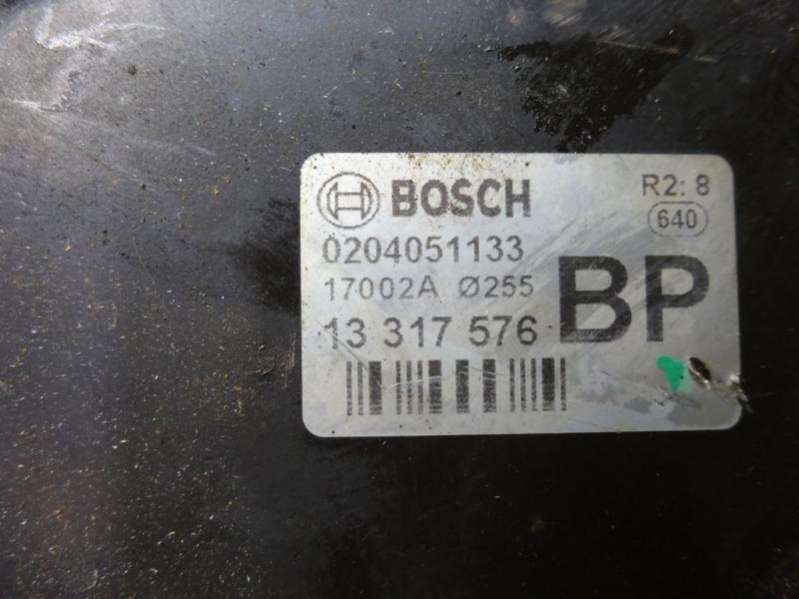 BOSCH R2: 8
640
0204051133
17002A Ø255
13 317 576 BP